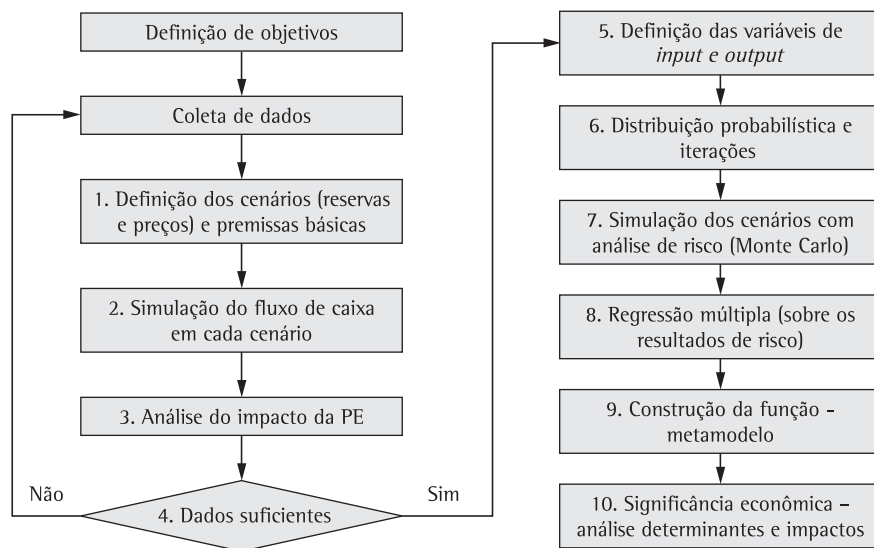 Definição de objetivos
Coleta de dados
1. Definição dos cenários (reservas
e preços) e premissas básicas
2. Simulação do fluxo de caixa
em cada cenário
3. Análise do impacto da PE
Não
4. Dados suficientes
Sim
5. Definição das variáveis de
input e output
6. Distribuição probabilística e
iterações
7. Simulação dos cenários com
análise de risco (Monte Carlo)
8. Regressão múltipla (sobre os
resultados de risco)
9. Construção da função -
metamodelo
10. Significância econômica –
análise determinantes e impactos